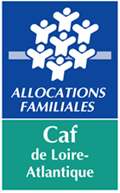 ALLOCATIONS
FAMILIALES
Caf
de Loire-
Atlantique